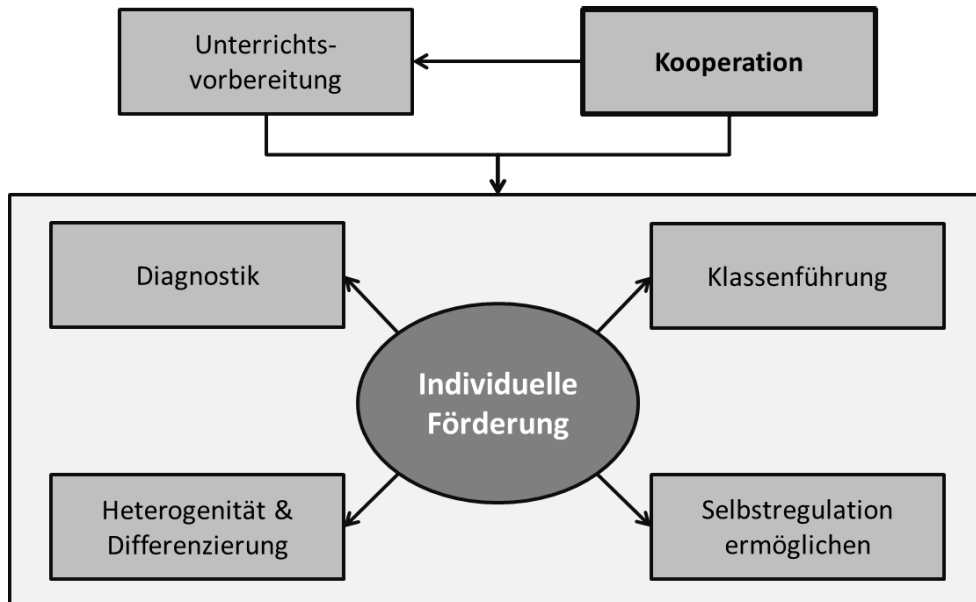 Unterrichts-
vorbereitung
Kooperation
Diagnostik
Klassenführung
Individuelle
Förderung
Heterogenität &
Differenzierung
Selbstregulation
ermöglichen